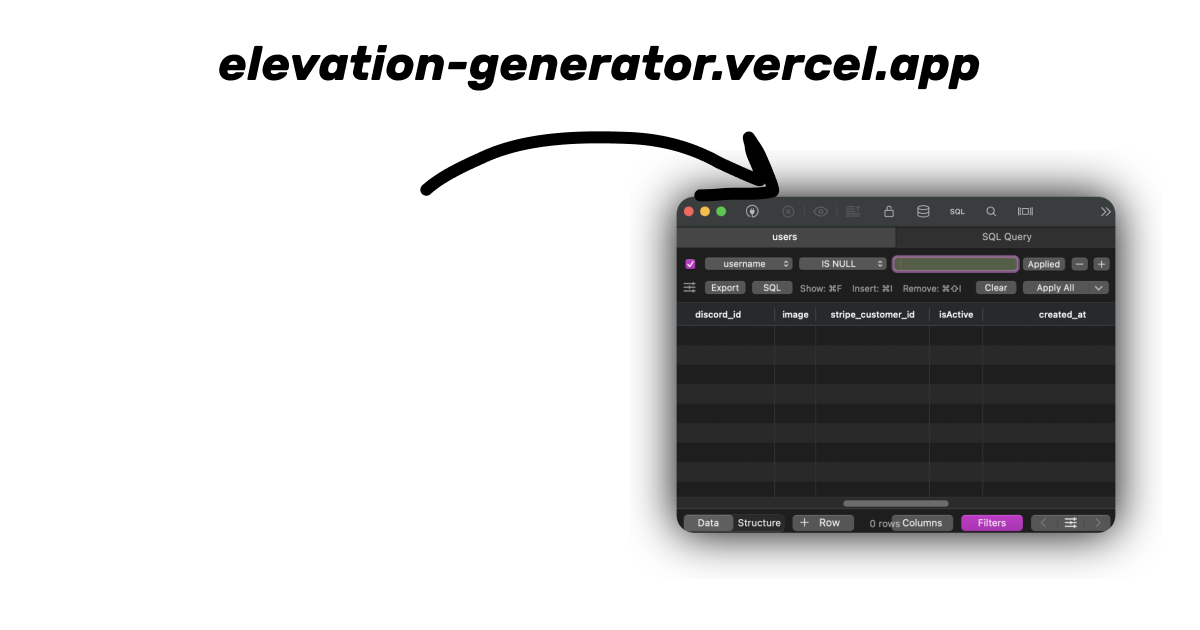 elevation-generator.vercel.app
SQL
users SQL Query
username IS NULL Applied
Export SQL Show: ⌘F Insert: ⌘I Remove: ⌘⇧I Clear Apply All
discord_id image stripe_customer_id isActive created_at
Data Structure + Row 0 rows Columns Filters